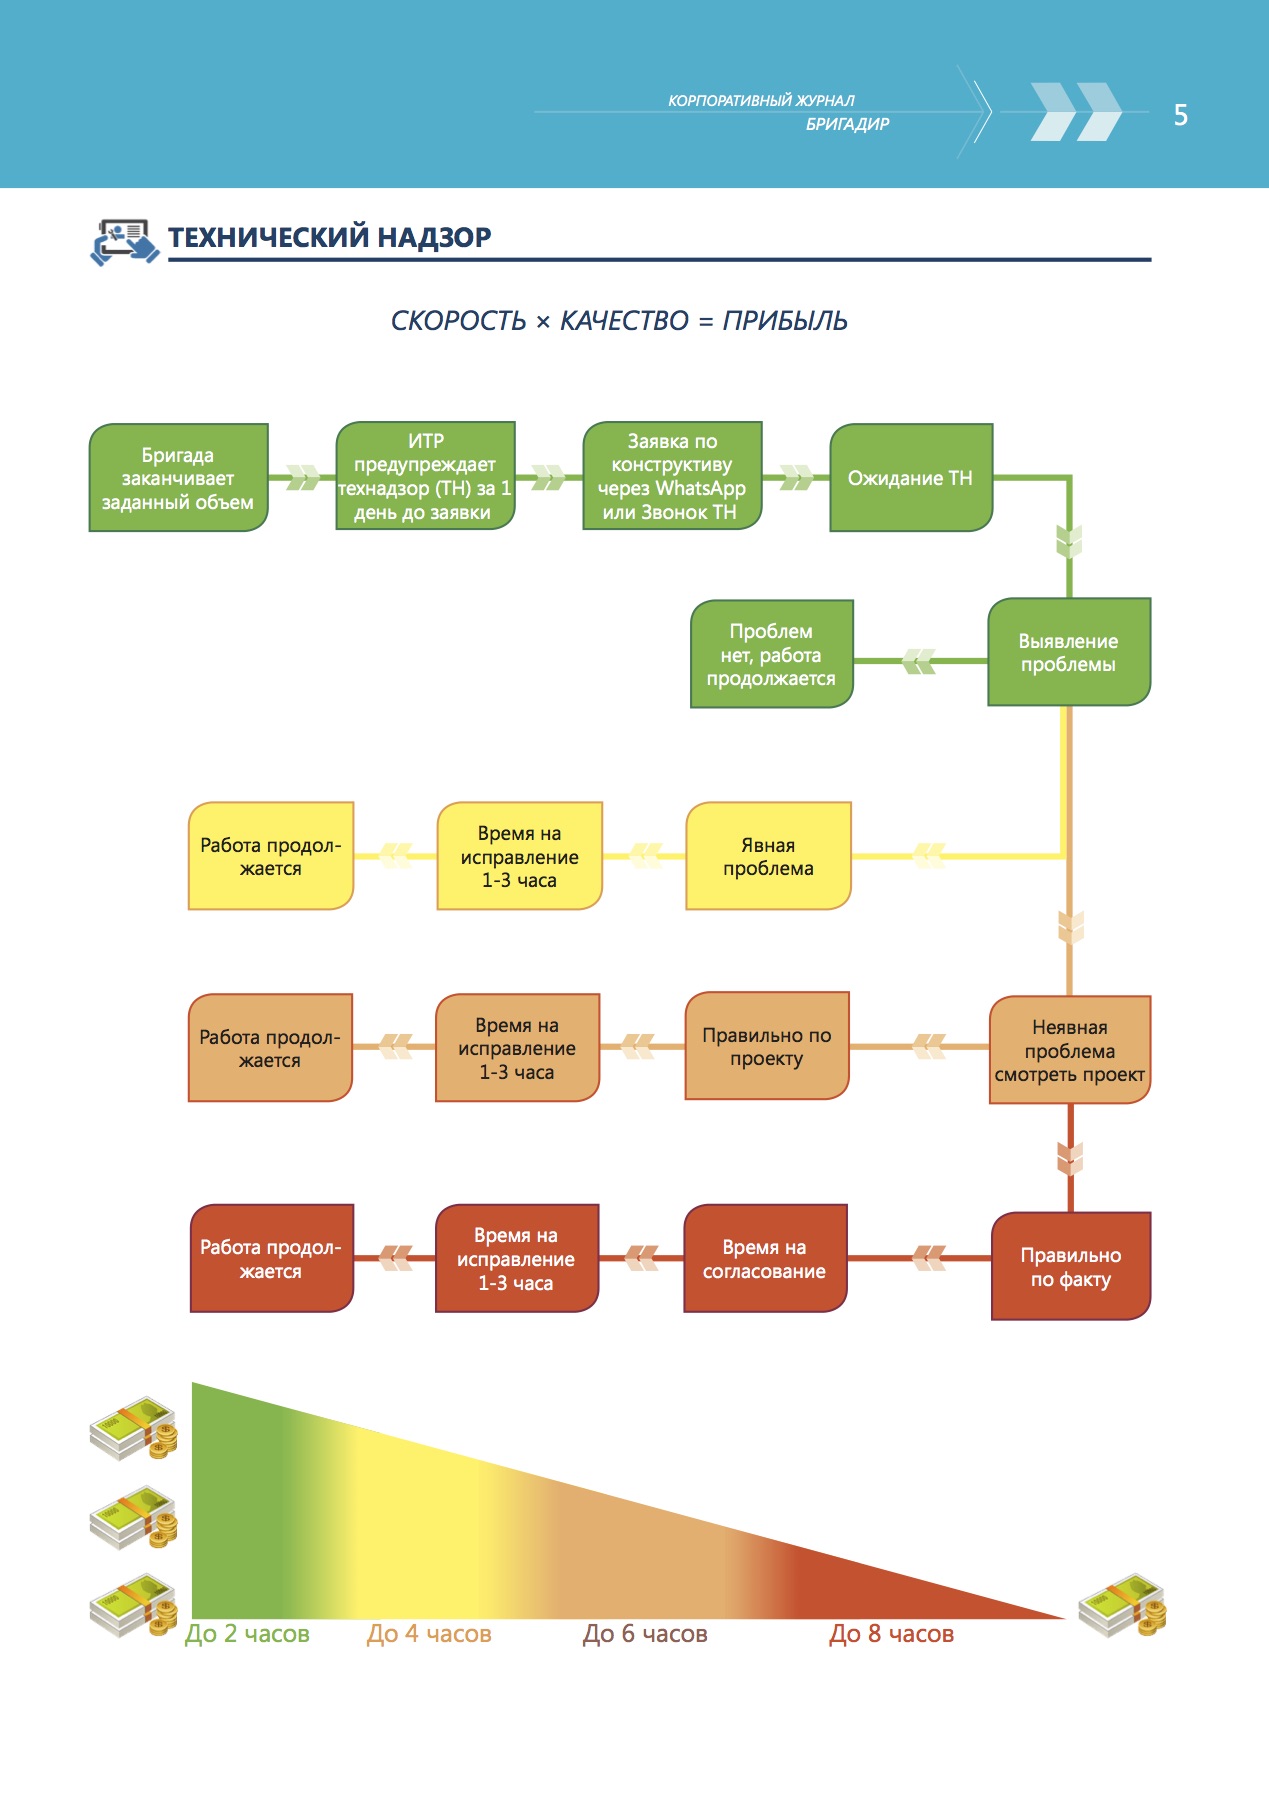 КОРПОРАТИВНЫЙ ЖУРНАЛ
БРИГАДИР
5
ТЕХНИЧЕСКИЙ НАДЗОР
СКОРОСТЬ × КАЧЕСТВО = ПРИБЫЛЬ
Бригада
заканчивает
заданный объем
ИТР
предупреждает
технадзор (ТН) за 1
день до заявки
Заявка по
конструктиву
через WhatsApp
или Звонок ТН
Ожидание ТН
Проблем
нет, работа
продолжается
Выявление
проблемы
Работа продол-
жается
Время на
исправление
1-3 часа
Явная
проблема
Работа продол-
жается
Время на
исправление
1-3 часа
Правильно по
проекту
Неявная
проблема
смотреть проект
Работа продол-
жается
Время на
исправление
1-3 часа
Время на
согласование
Правильно
по факту
До 2 часов
До 4 часов
До 6 часов
До 8 часов